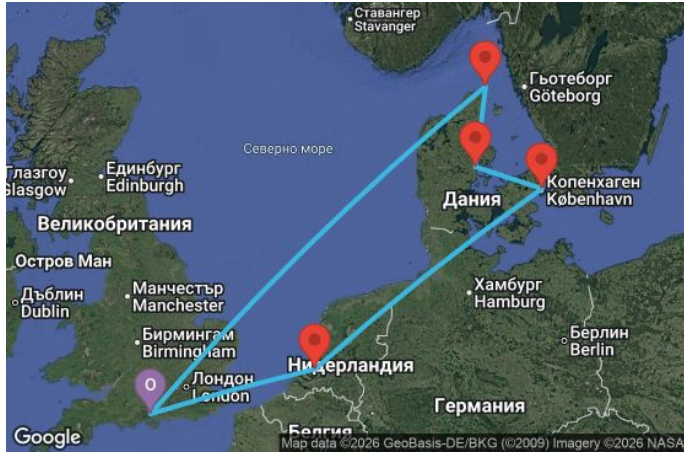 Ставангер
Stavanger
Гьотеборг
Göteborg
Северно море
Глазгоу
Glasgow
Единбург
Edinburgh
Копенхаген
København
Дания
Великобритания
Остров Ман
Дъблин
Dublin
Манчестър
Manchester
Хамбург
Hamburg
Бирмингам
Birmingham
Берлин
Berlin
Нидерландия
O
Лондон
London
Германия
Белгия
Google
Map data ©2026 GeoBasis-DE/BKG (©2009) Imagery ©2026 NASA